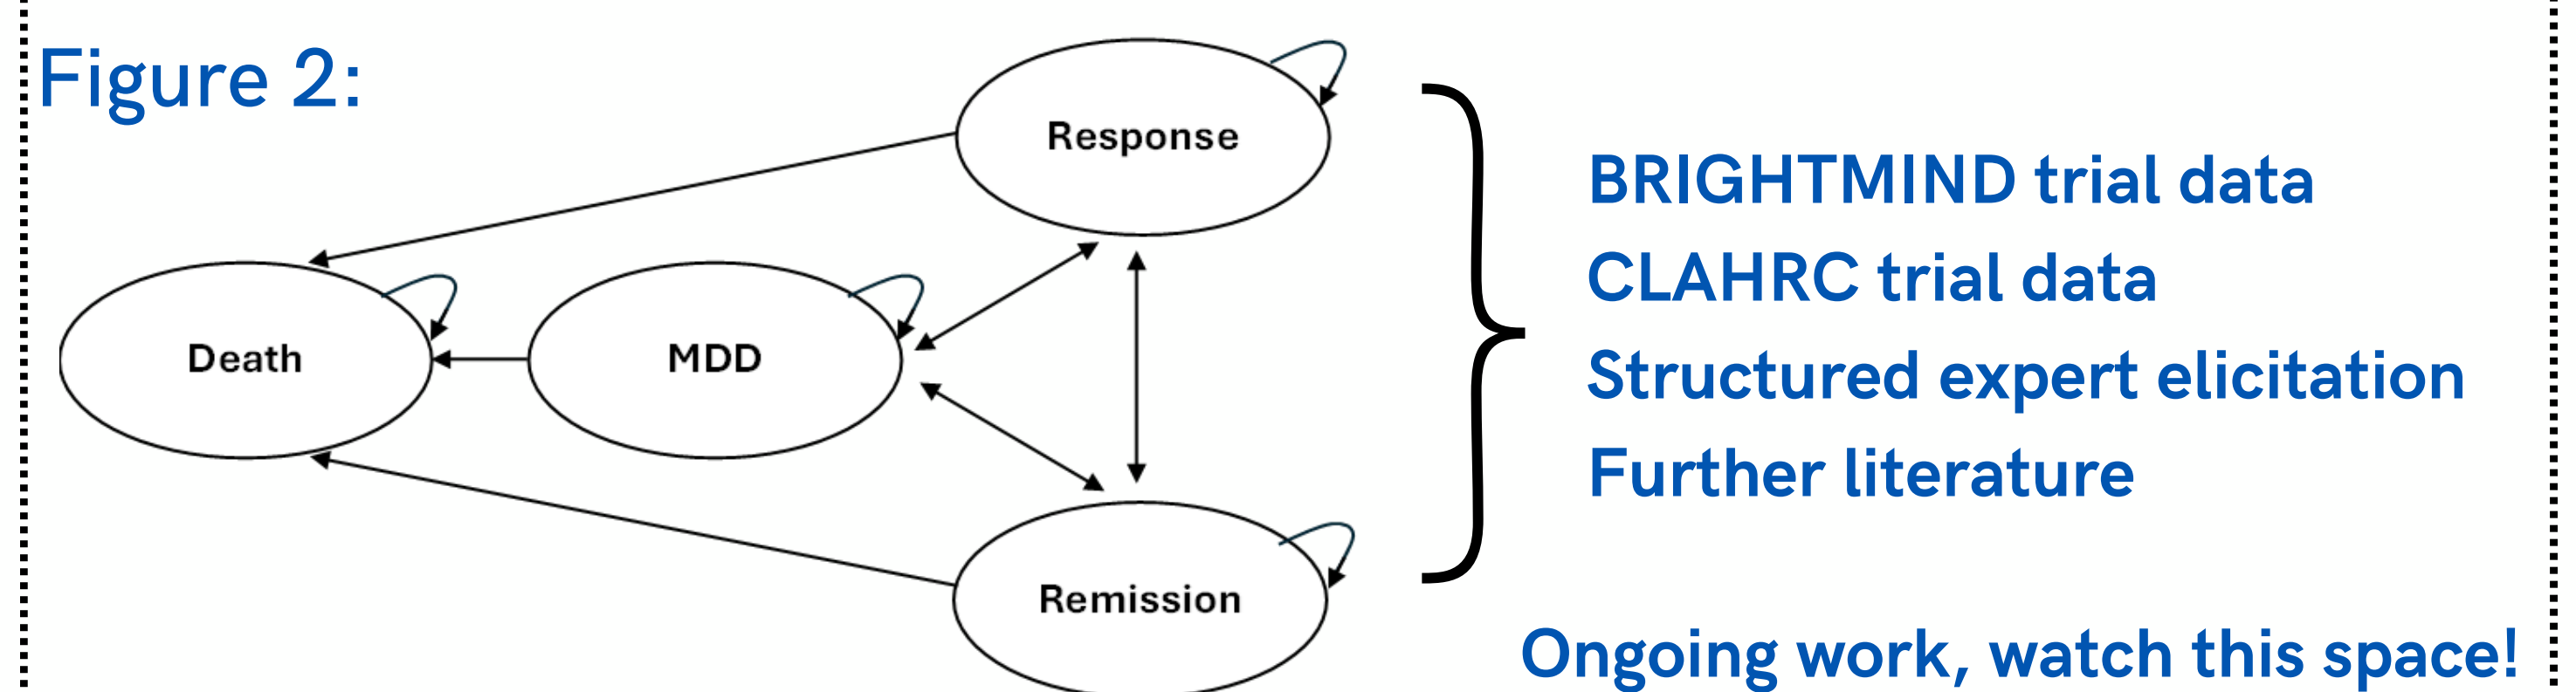 Figure 2:
Response
Death
MDD
Remission
BRIGHTMIND trial data
CLAHRC trial data
Structured expert elicitation
Further literature
Ongoing work, watch this space!